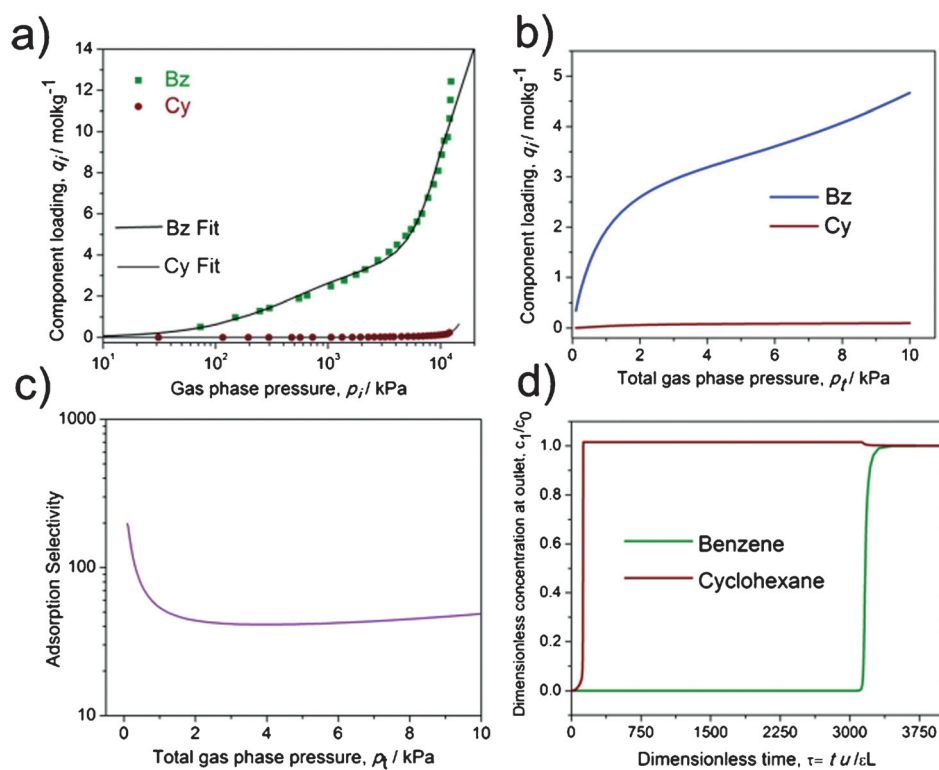 a)
Component loading, qi / molkg-1
14
12
10
8
6
4
2
0
Bz
Cy
Bz Fit
Cy Fit
10^1
10^2
10^3
10^4
Gas phase pressure, pi / kPa
b)
Component loading, qi / molkg-1
5
4
3
2
1
0
Bz
Cy
0
2
4
6
8
10
Total gas phase pressure, pt / kPa
c)
Adsorption Selectivity
1000
100
10
0
2
4
6
8
10
Total gas phase pressure, pt / kPa
d)
Dimensionless concentration at outlet, c1/c0
1.0
0.8
0.6
0.4
0.2
0.0
Benzene
Cyclohexane
0
750
1500
2250
3000
3750
Dimensionless time, τ= t u /εL